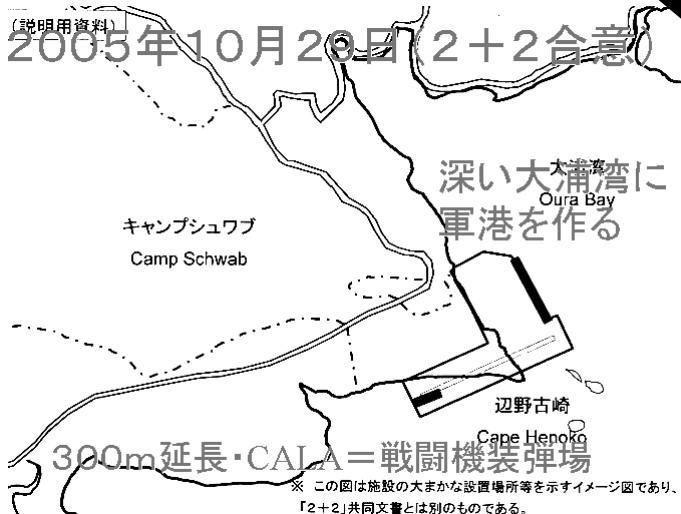 (説明用資料)
2005年10月29日(2+2合意)
大浦湾
Oura Bay
深い大浦湾に
軍港を作る
キャンプシュワブ
Camp Schwab
辺野古崎
Cape Henoko
300m延長・CALA=戦闘機装弾場
※ この図は施設の大まかな設置場所等を示すイメージ図であり、
「2+2」共同文書とは別のものである。